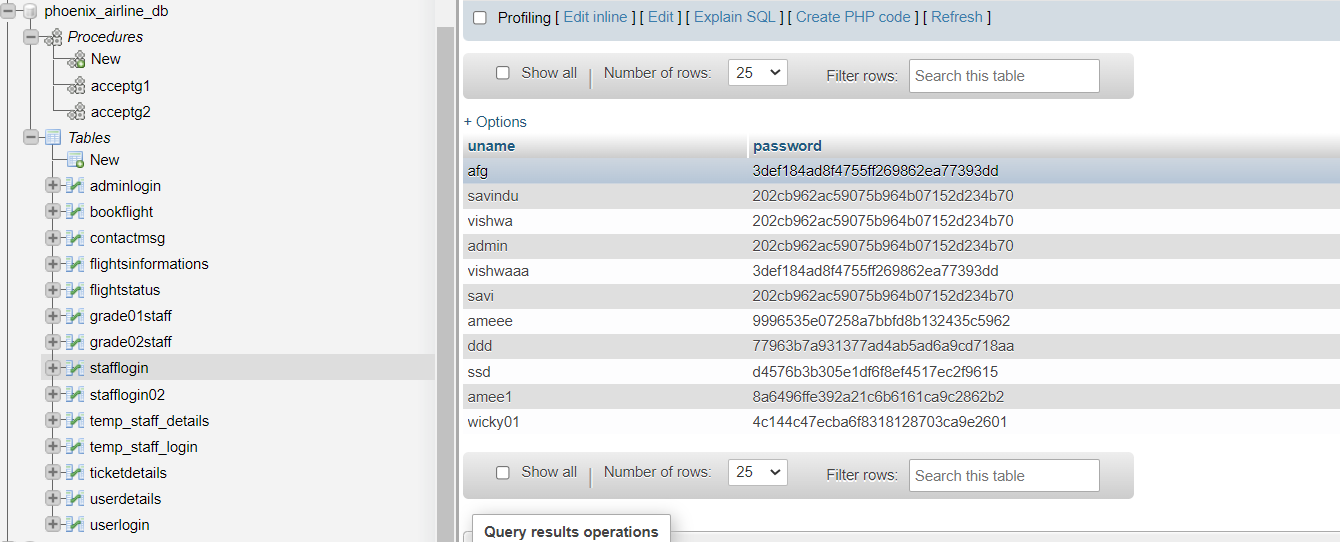 phoenix_airline_db
Procedures
New
acceptg1
acceptg2
Tables
New
adminlogin
bookflight
contactmsg
flightsinformations
flightstatus
grade01staff
grade02staff
stafflogin
stafflogin02
temp_staff_details
temp_staff_login
ticketdetails
userdetails
userlogin
Profiling [ Edit inline ] [ Edit ] [ Explain SQL ] [ Create PHP code ] [ Refresh ]
Show all | Number of rows: 25 Filter rows: Search this table
+ Options
uname password
afg 3def184ad8f4755ff269862ea77393dd
savindu 202cb962ac59075b964b07152d234b70
vishwa 202cb962ac59075b964b07152d234b70
admin 202cb962ac59075b964b07152d234b70
vishwaaa 3def184ad8f4755ff269862ea77393dd
savi 202cb962ac59075b964b07152d234b70
ameee 9996535e07258a7bbfd8b132435c5962
ddd 77963b7a931377ad4ab5ad6a9cd718aa
ssd d4576b3b305e1df6f8ef4517ec2f9615
amee1 8a6496ffe392a21c6b6161ca9c2862b2
wicky01 4c144c47ecba6f8318128703ca9e2601
Show all | Number of rows: 25 Filter rows: Search this table
Query results operations